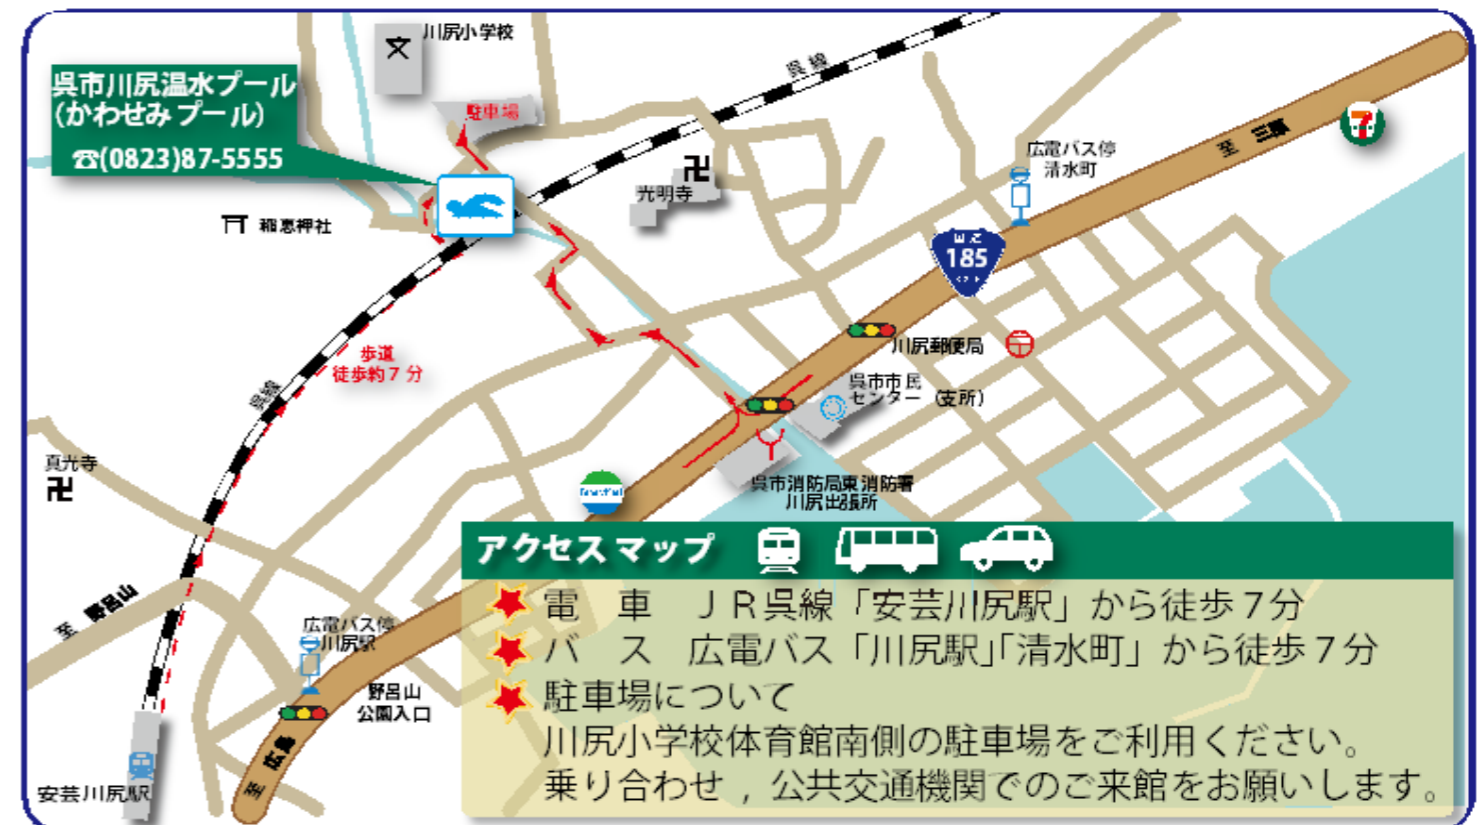 川尻小学校
呉市川尻温水プール
(かわせみプール)
☎(0823)87-5555
駐車場
呉線
広電バス停
清水町
至 三原
7
光明寺
稲恵神社
185
川尻郵便局
歩道
徒歩約7分
呉市市民
センター(支所)
呉線
真光寺
呉市消防局東消防署
川尻出張所
至 野呂山
広電バス停
川尻駅
野呂山
公園入口
至 広島
安芸川尻駅
アクセスマップ
電 車 JR呉線「安芸川尻駅」から徒歩7分
バ ス 広電バス「川尻駅」「清水町」から徒歩7分
駐車場について
川尻小学校体育館南側の駐車場をご利用ください。
乗り合わせ,公共交通機関でのご来館をお願いします。